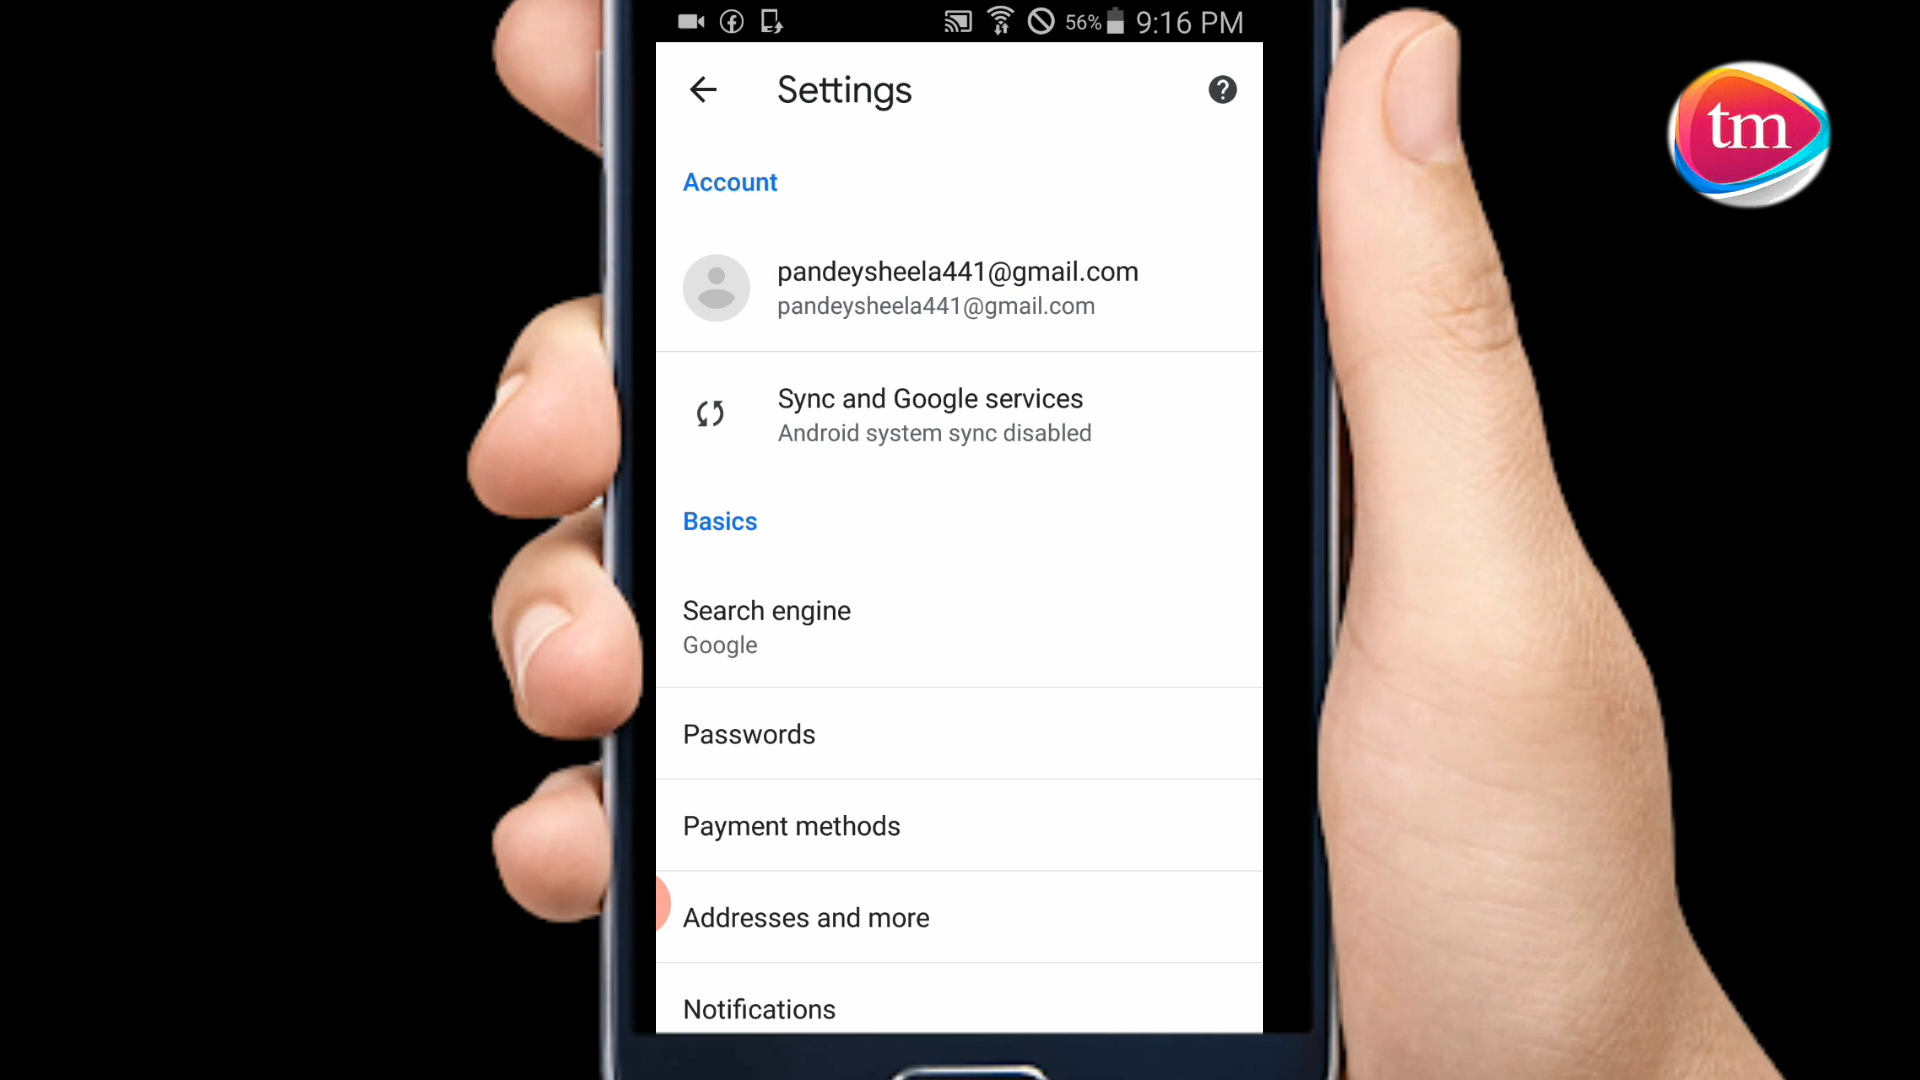 56% 9:16 PM
Settings
Account
pandeysheela441@gmail.com
pandeysheela441@gmail.com
Sync and Google services
Android system sync disabled
Basics
Search engine
Google
Passwords
Payment methods
Addresses and more
Notifications
tm